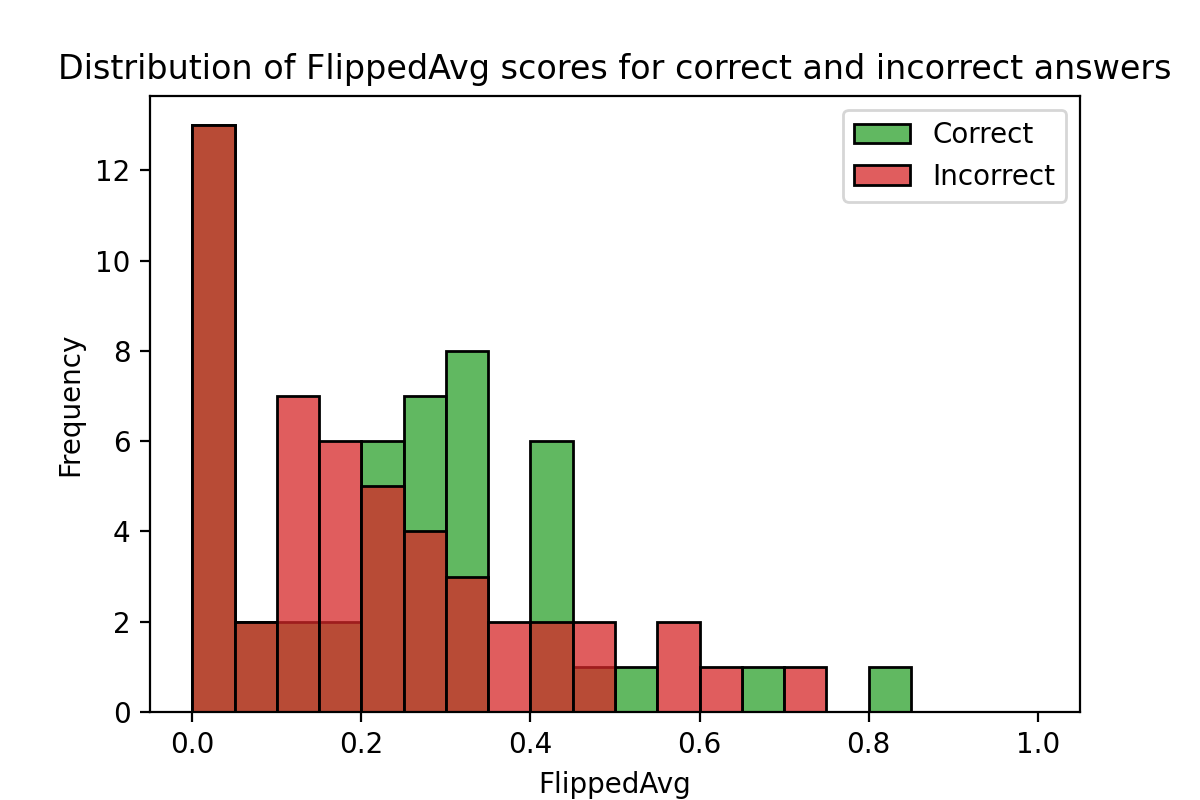 Distribution of FlippedAvg scores for correct and incorrect answers
Correct
Incorrect
12
10
8
6
4
2
0
Frequency
0.0 0.2 0.4 0.6 0.8 1.0
FlippedAvg